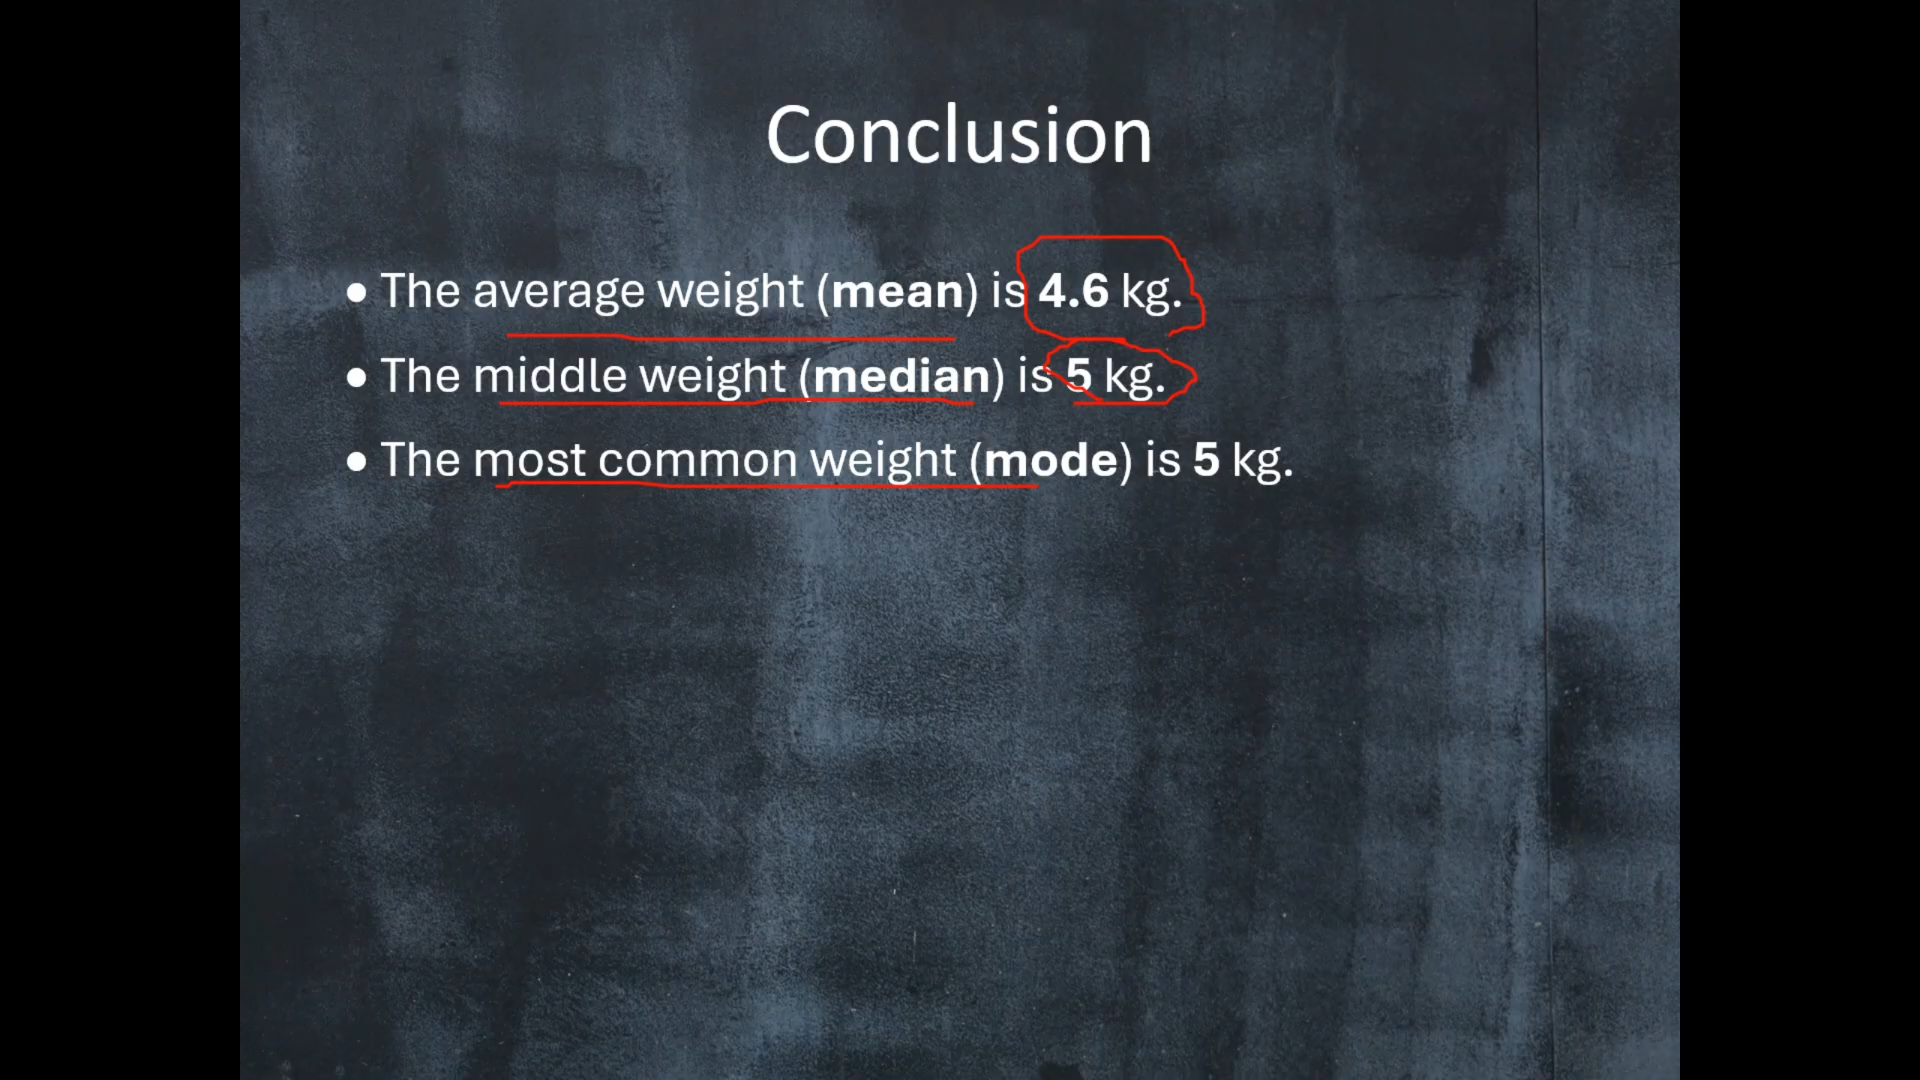 Conclusion
• The average weight (mean) is 4.6 kg.
• The middle weight (median) is 5 kg.
• The most common weight (mode) is 5 kg.